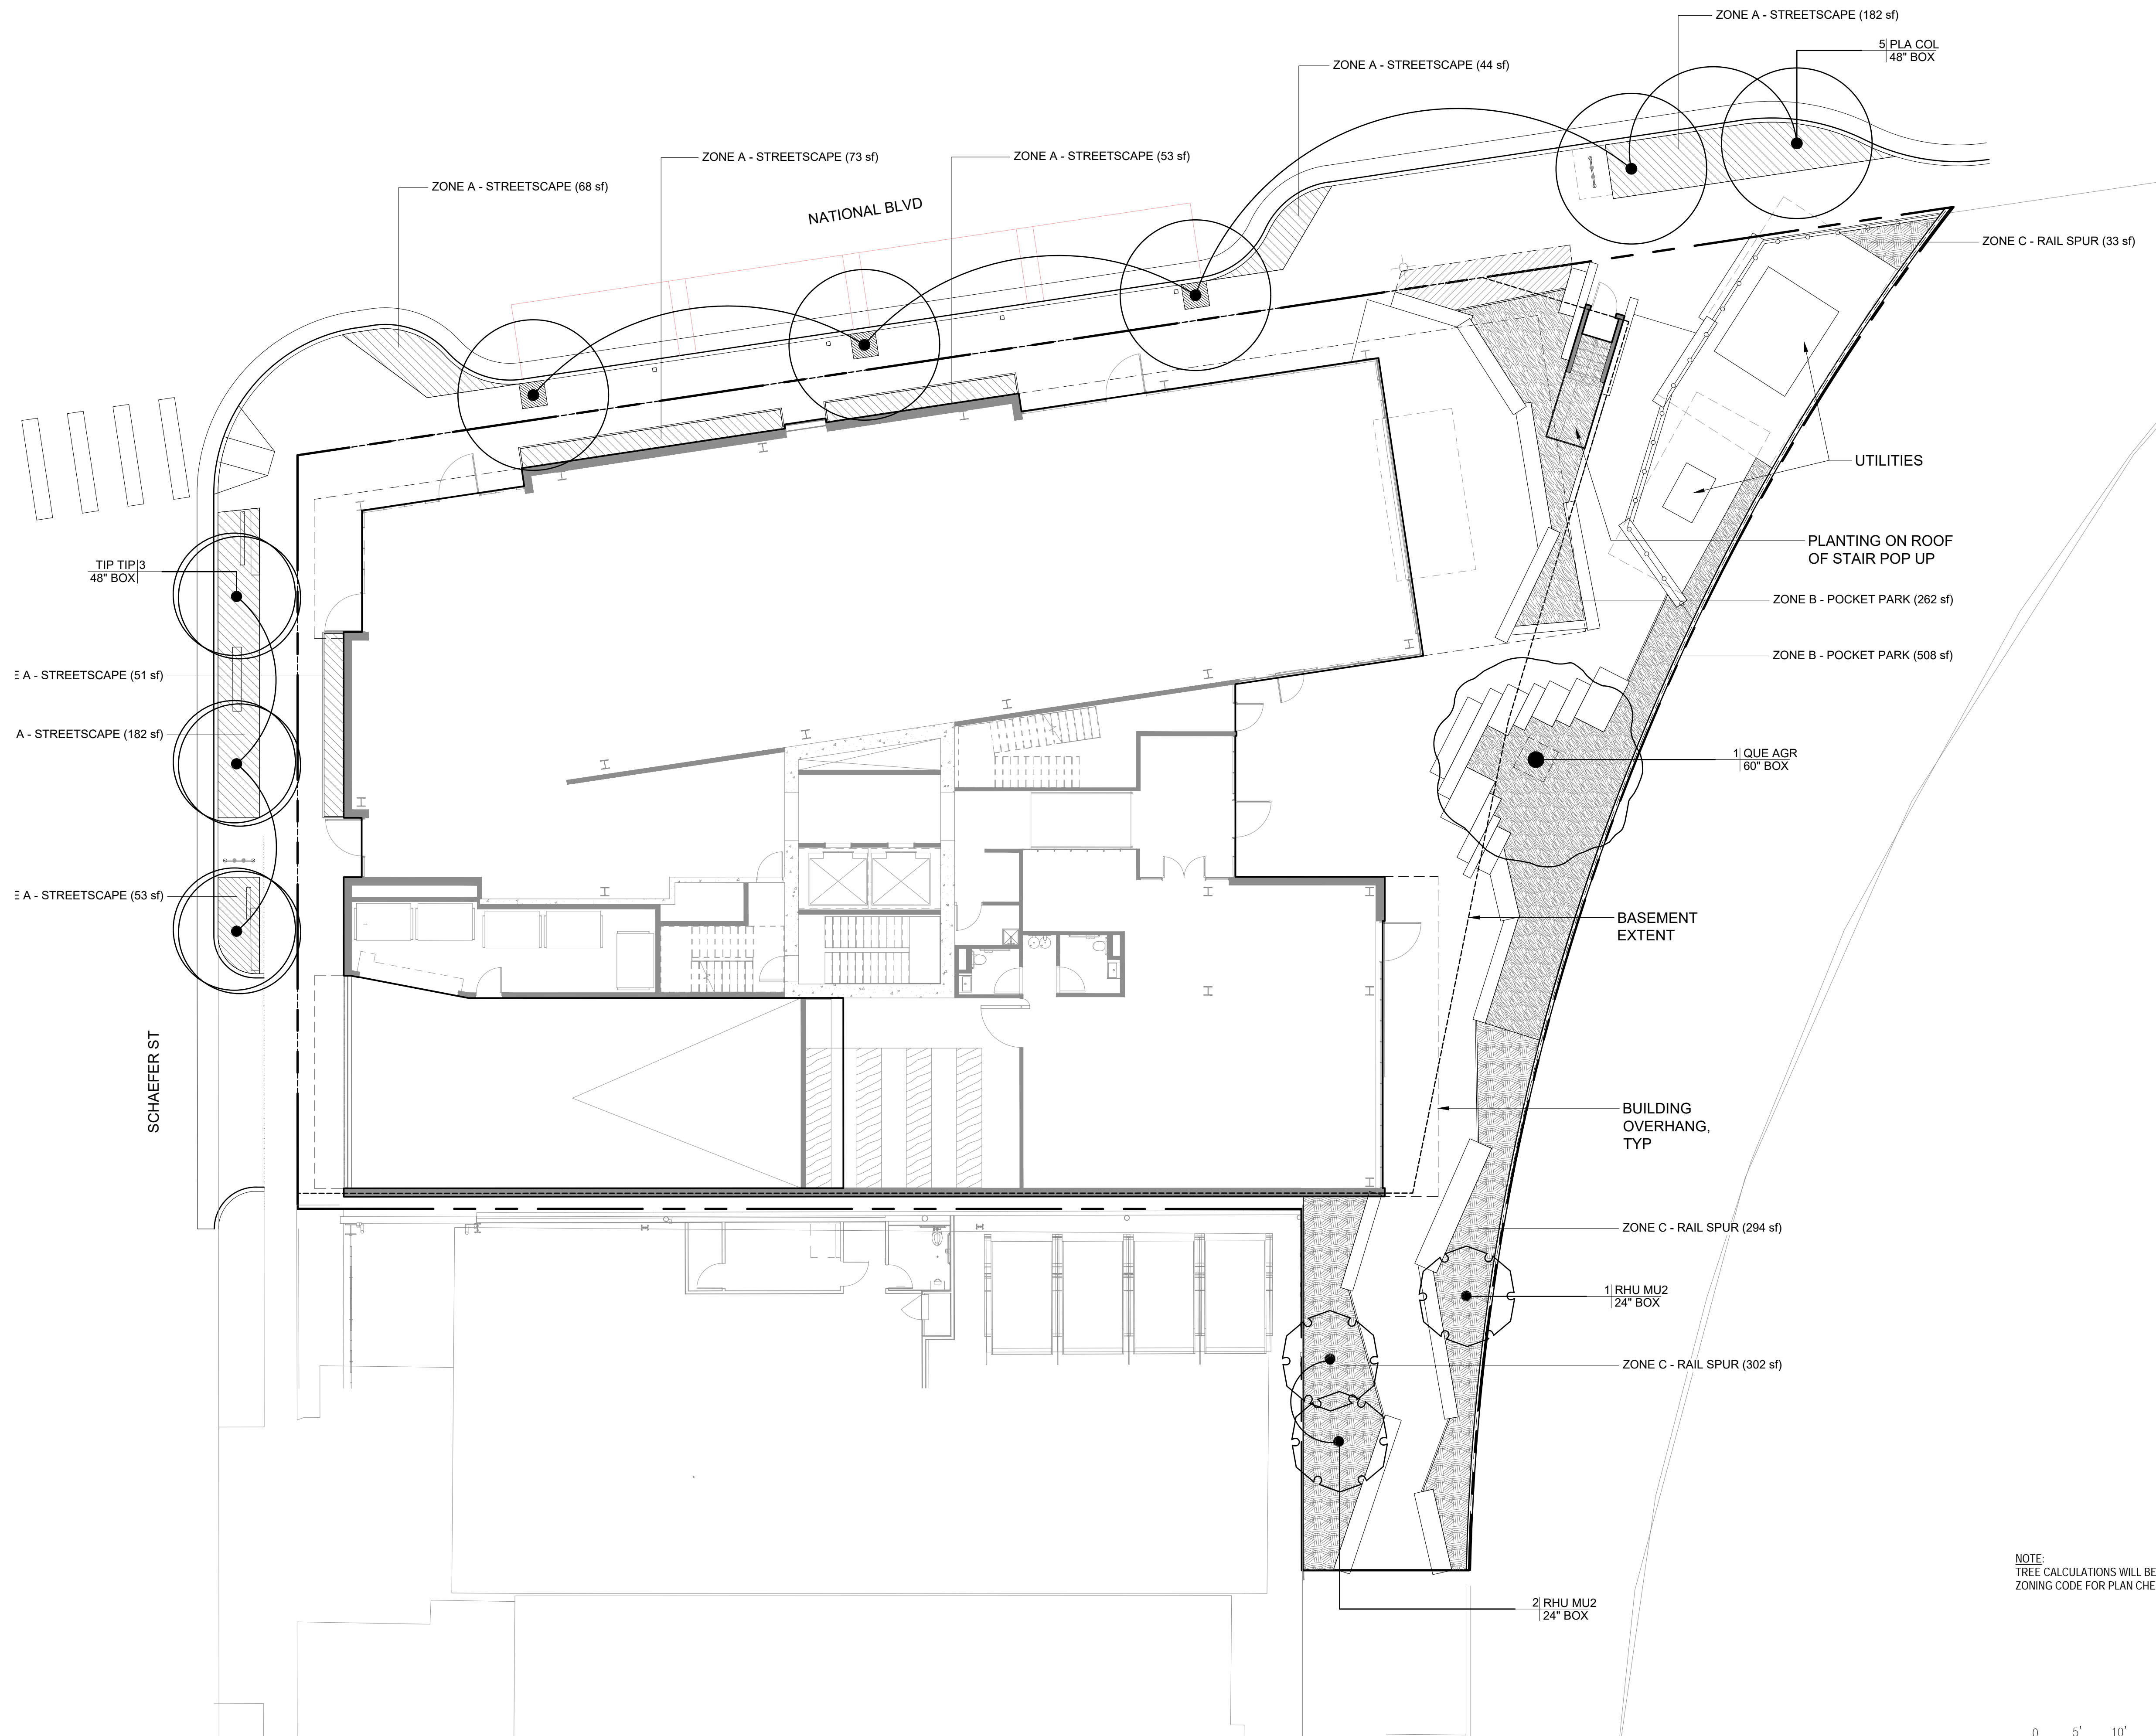 ZONE A - STREETSCAPE (182 sf)
5 PLA COL
48" BOX
ZONE A - STREETSCAPE (44 sf)
ZONE A - STREETSCAPE (73 sf)
ZONE A - STREETSCAPE (53 sf)
ZONE A - STREETSCAPE (68 sf)
NATIONAL BLVD
ZONE C - RAIL SPUR (33 sf)
UTILITIES
PLANTING ON ROOF
OF STAIR POP UP
TIP TIP 3
48" BOX
ZONE B - POCKET PARK (262 sf)
ZONE B - POCKET PARK (508 sf)
E A - STREETSCAPE (51 sf)
A - STREETSCAPE (182 sf)
1 QUE AGR
60" BOX
E A - STREETSCAPE (53 sf)
BASEMENT
EXTENT
SCHAEFER ST
BUILDING
OVERHANG,
TYP
ZONE C - RAIL SPUR (294 sf)
1 RHU MU2
24" BOX
ZONE C - RAIL SPUR (302 sf)
2 RHU MU2
24" BOX
NOTE:
TREE CALCULATIONS WILL BE
ZONING CODE FOR PLAN CHE
0 5' 10'